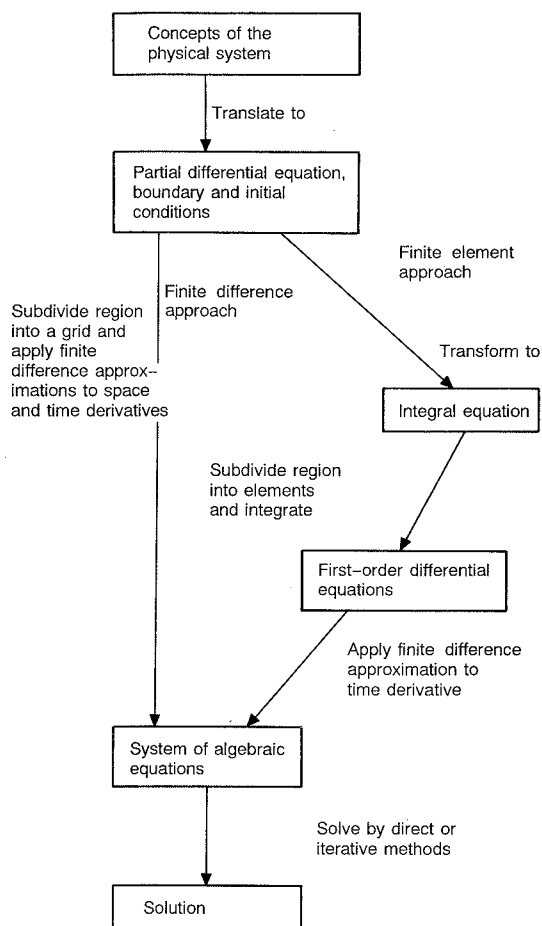 Concepts of the
physical system
Translate to
Partial differential equation,
boundary and initial
conditions
Finite element
approach
Finite difference
approach
Subdivide region
into a grid and
apply finite
difference approx-
imations to space
and time derivatives
Transform to
Integral equation
Subdivide region
into elements
and integrate
First-order differential
equations
Apply finite difference
approximation to
time derivative
System of algebraic
equations
Solve by direct or
iterative methods
Solution